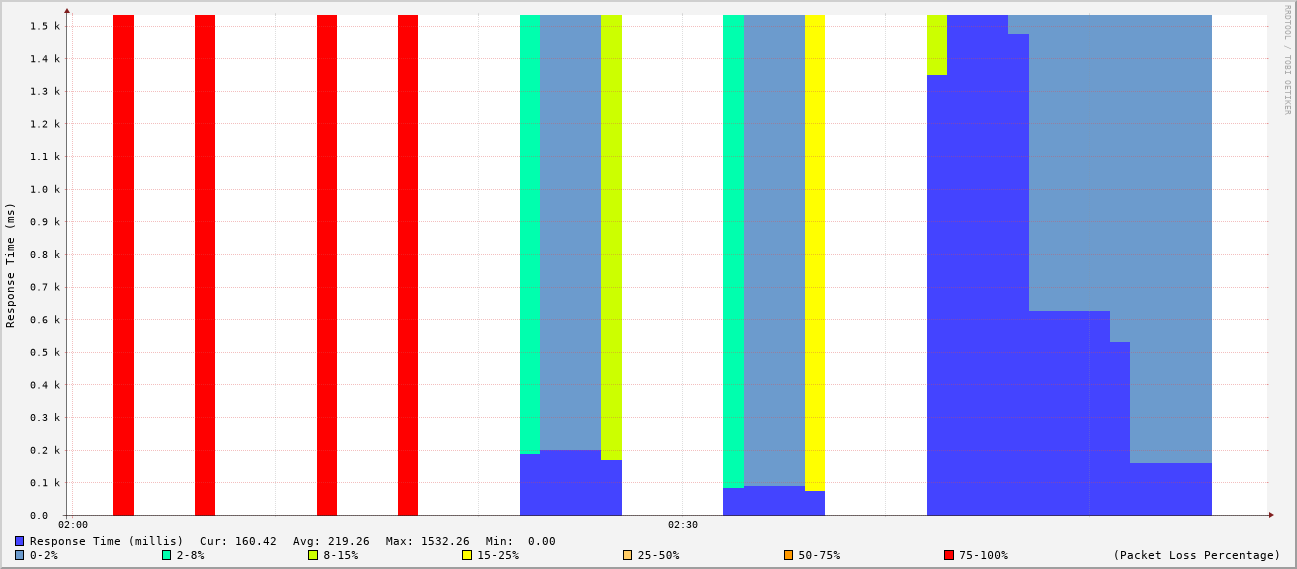 RRDTOOL / TOBI OETIKER
Response Time (ms)
1.5 k
1.4 k
1.3 k
1.2 k
1.1 k
1.0 k
0.9 k
0.8 k
0.7 k
0.6 k
0.5 k
0.4 k
0.3 k
0.2 k
0.1 k
0.0
02:00 02:30
Response Time (millis) Cur: 160.42 Avg: 219.26 Max: 1532.26 Min: 0.00
0-2% 2-8% 8-15% 15-25% 25-50% 50-75% 75-100% (Packet Loss Percentage)